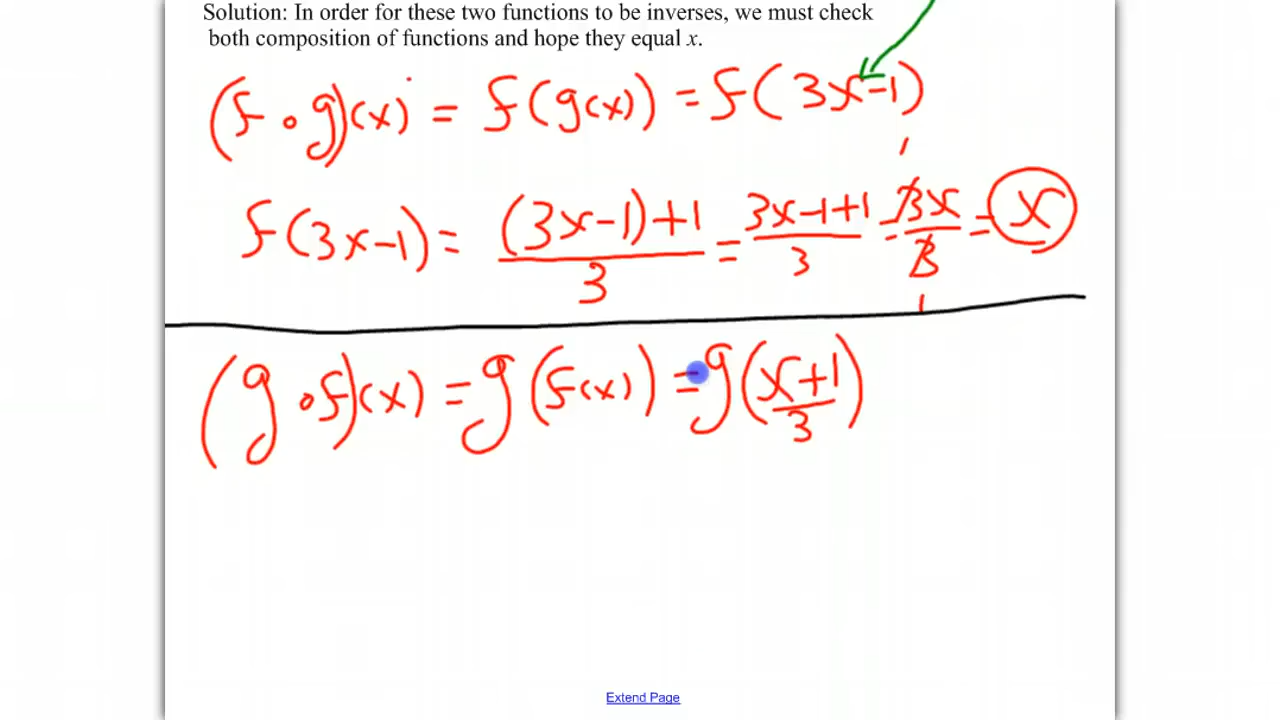 Solution: In order for these two functions to be inverses, we must check
both composition of functions and hope they equal x.
(f ∘ g)(x) = f(g(x)) = f(3x-1)
f(3x-1) = ((3x-1)+1)/3 = (3x-1+1)/3 = 3x/3 = x
(g ∘ f)(x) = g(f(x)) = g((x+1)/3)
Extend Page